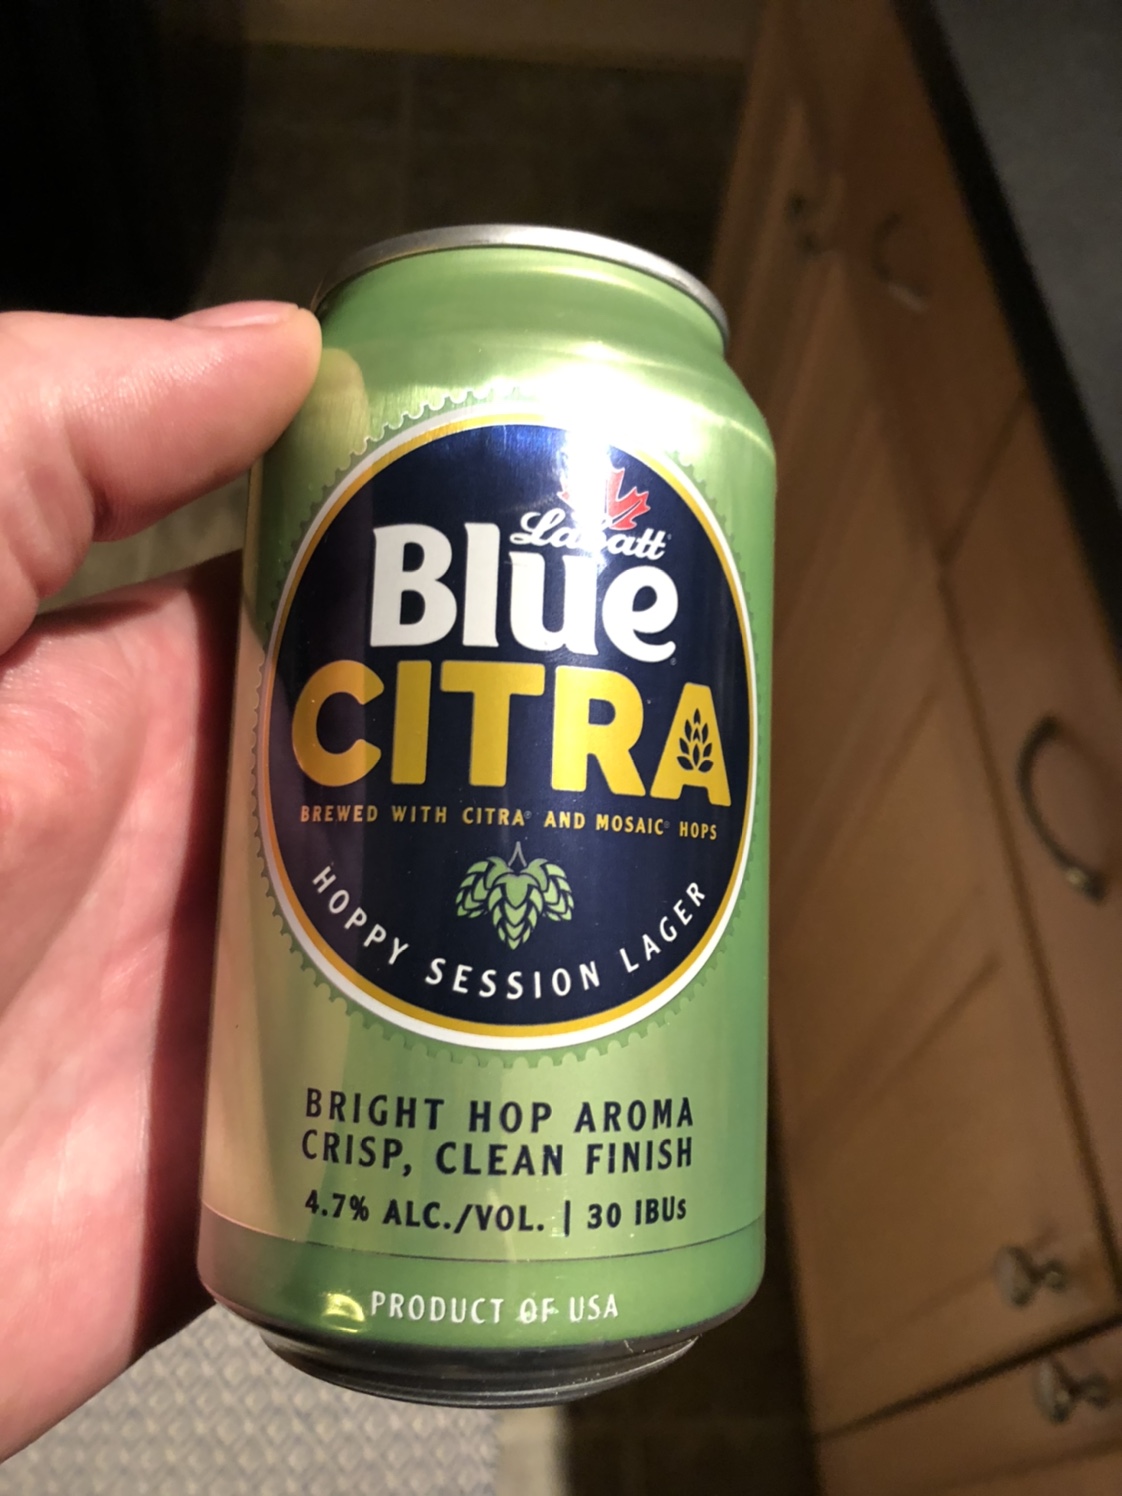 Labatt
Blue
CITRA
BREWED WITH CITRA® AND MOSAIC® HOPS
HOPPY SESSION LAGER
BRIGHT HOP AROMA
CRISP, CLEAN FINISH
4.7% ALC./VOL. | 30 IBUs
PRODUCT OF USA